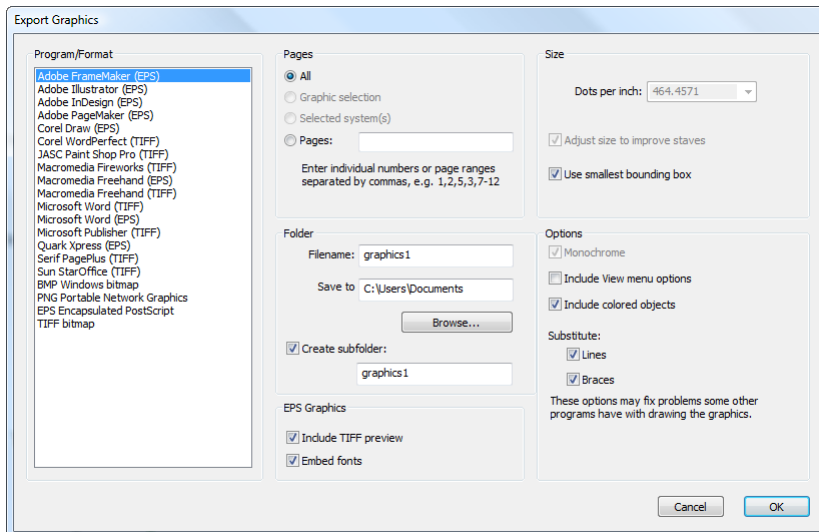 Export Graphics
Program/Format
Adobe FrameMaker (EPS)
Adobe Illustrator (EPS)
Adobe InDesign (EPS)
Adobe PageMaker (EPS)
Corel Draw (EPS)
Corel WordPerfect (TIFF)
JASC Paint Shop Pro (TIFF)
Macromedia Fireworks (TIFF)
Macromedia Freehand (EPS)
Macromedia Freehand (TIFF)
Microsoft Word (TIFF)
Microsoft Word (EPS)
Microsoft Publisher (TIFF)
Quark Xpress (EPS)
Serif PagePlus (TIFF)
Sun StarOffice (TIFF)
BMP Windows bitmap
PNG Portable Network Graphics
EPS Encapsulated PostScript
TIFF bitmap
Pages
All
Graphic selection
Selected system(s)
Pages:
Enter individual numbers or page ranges
separated by commas, e.g. 1,2,5,3,7-12
Folder
Filename: graphics1
Save to C:\Users\Documents
Browse...
Create subfolder:
graphics1
EPS Graphics
Include TIFF preview
Embed fonts
Size
Dots per inch: 464.4571
Adjust size to improve staves
Use smallest bounding box
Options
Monochrome
Include View menu options
Include colored objects
Substitute:
Lines
Braces
These options may fix problems some other
programs have with drawing the graphics.
Cancel
OK